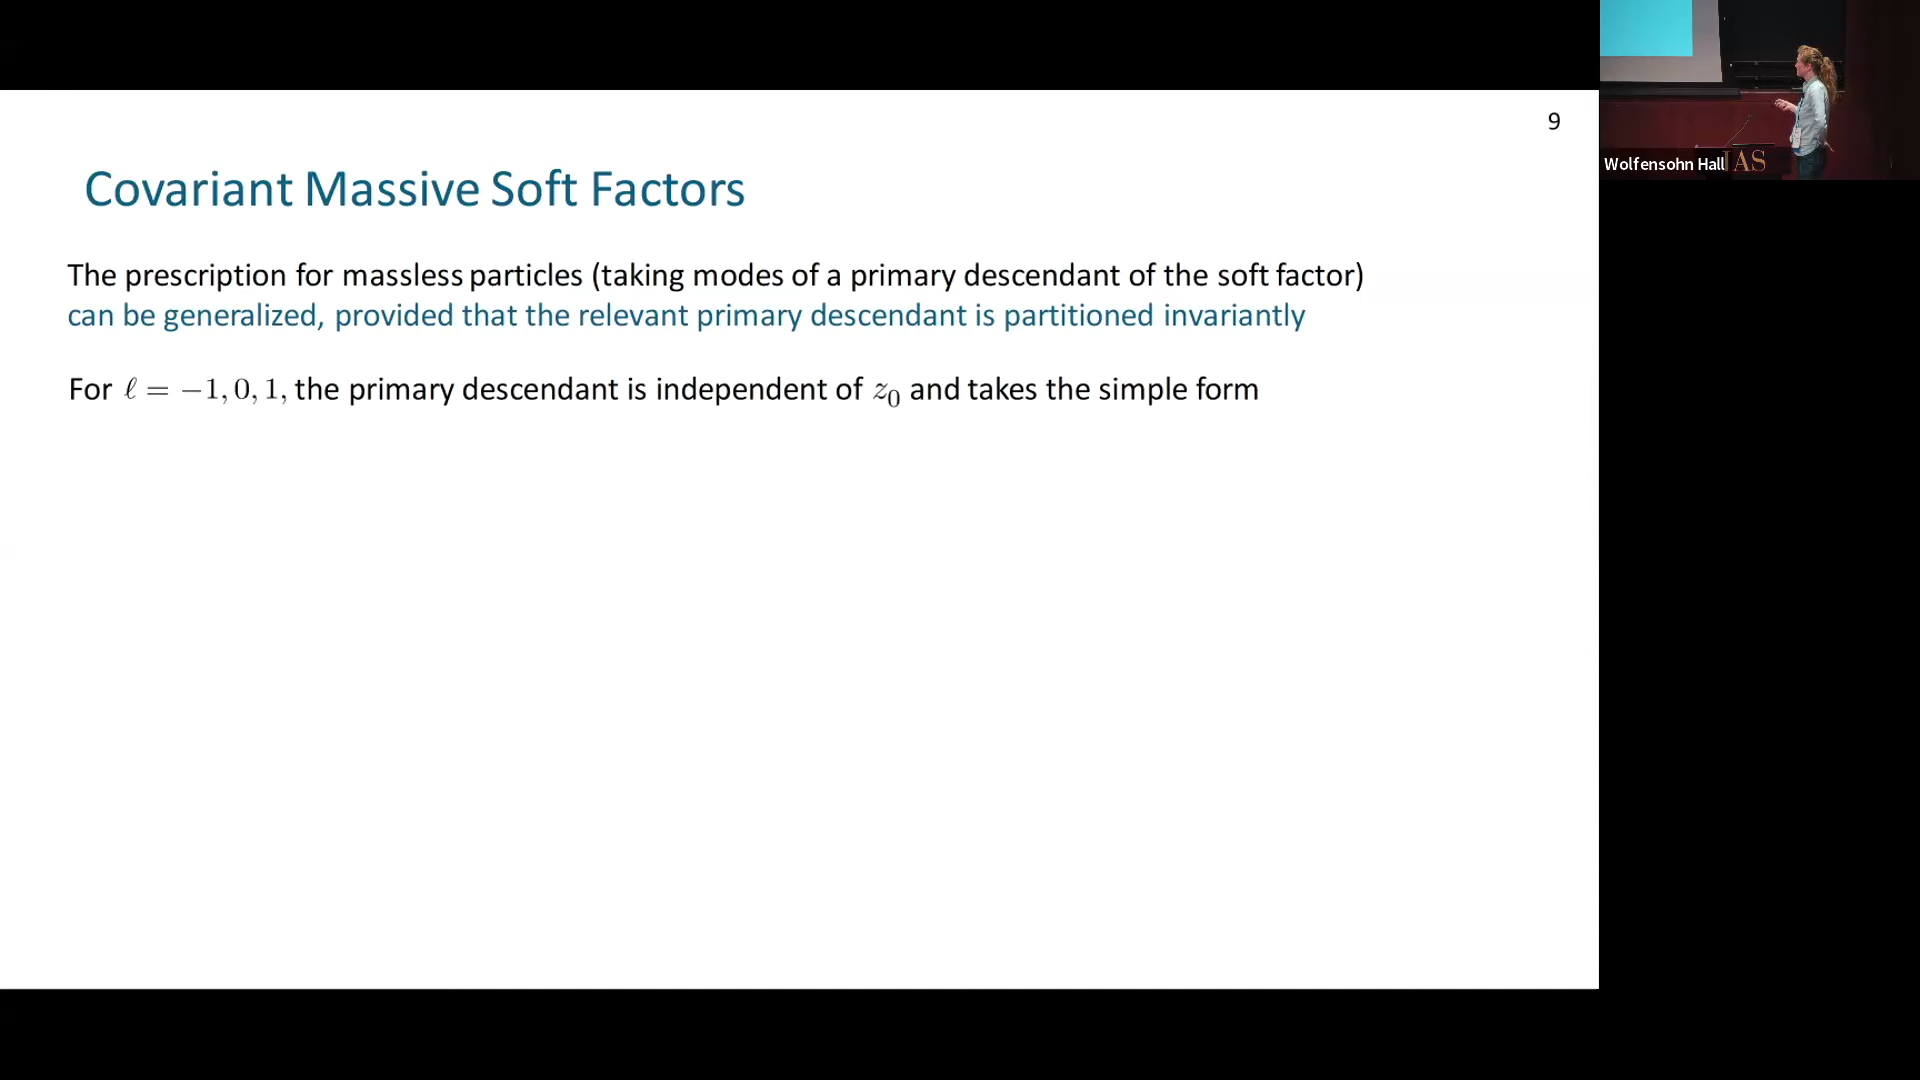 9
Covariant Massive Soft Factors
The prescription for massless particles (taking modes of a primary descendant of the soft factor)
can be generalized, provided that the relevant primary descendant is partitioned invariantly
For ℓ = −1, 0, 1, the primary descendant is independent of z₀ and takes the simple form
Wolfensohn Hall
IAS